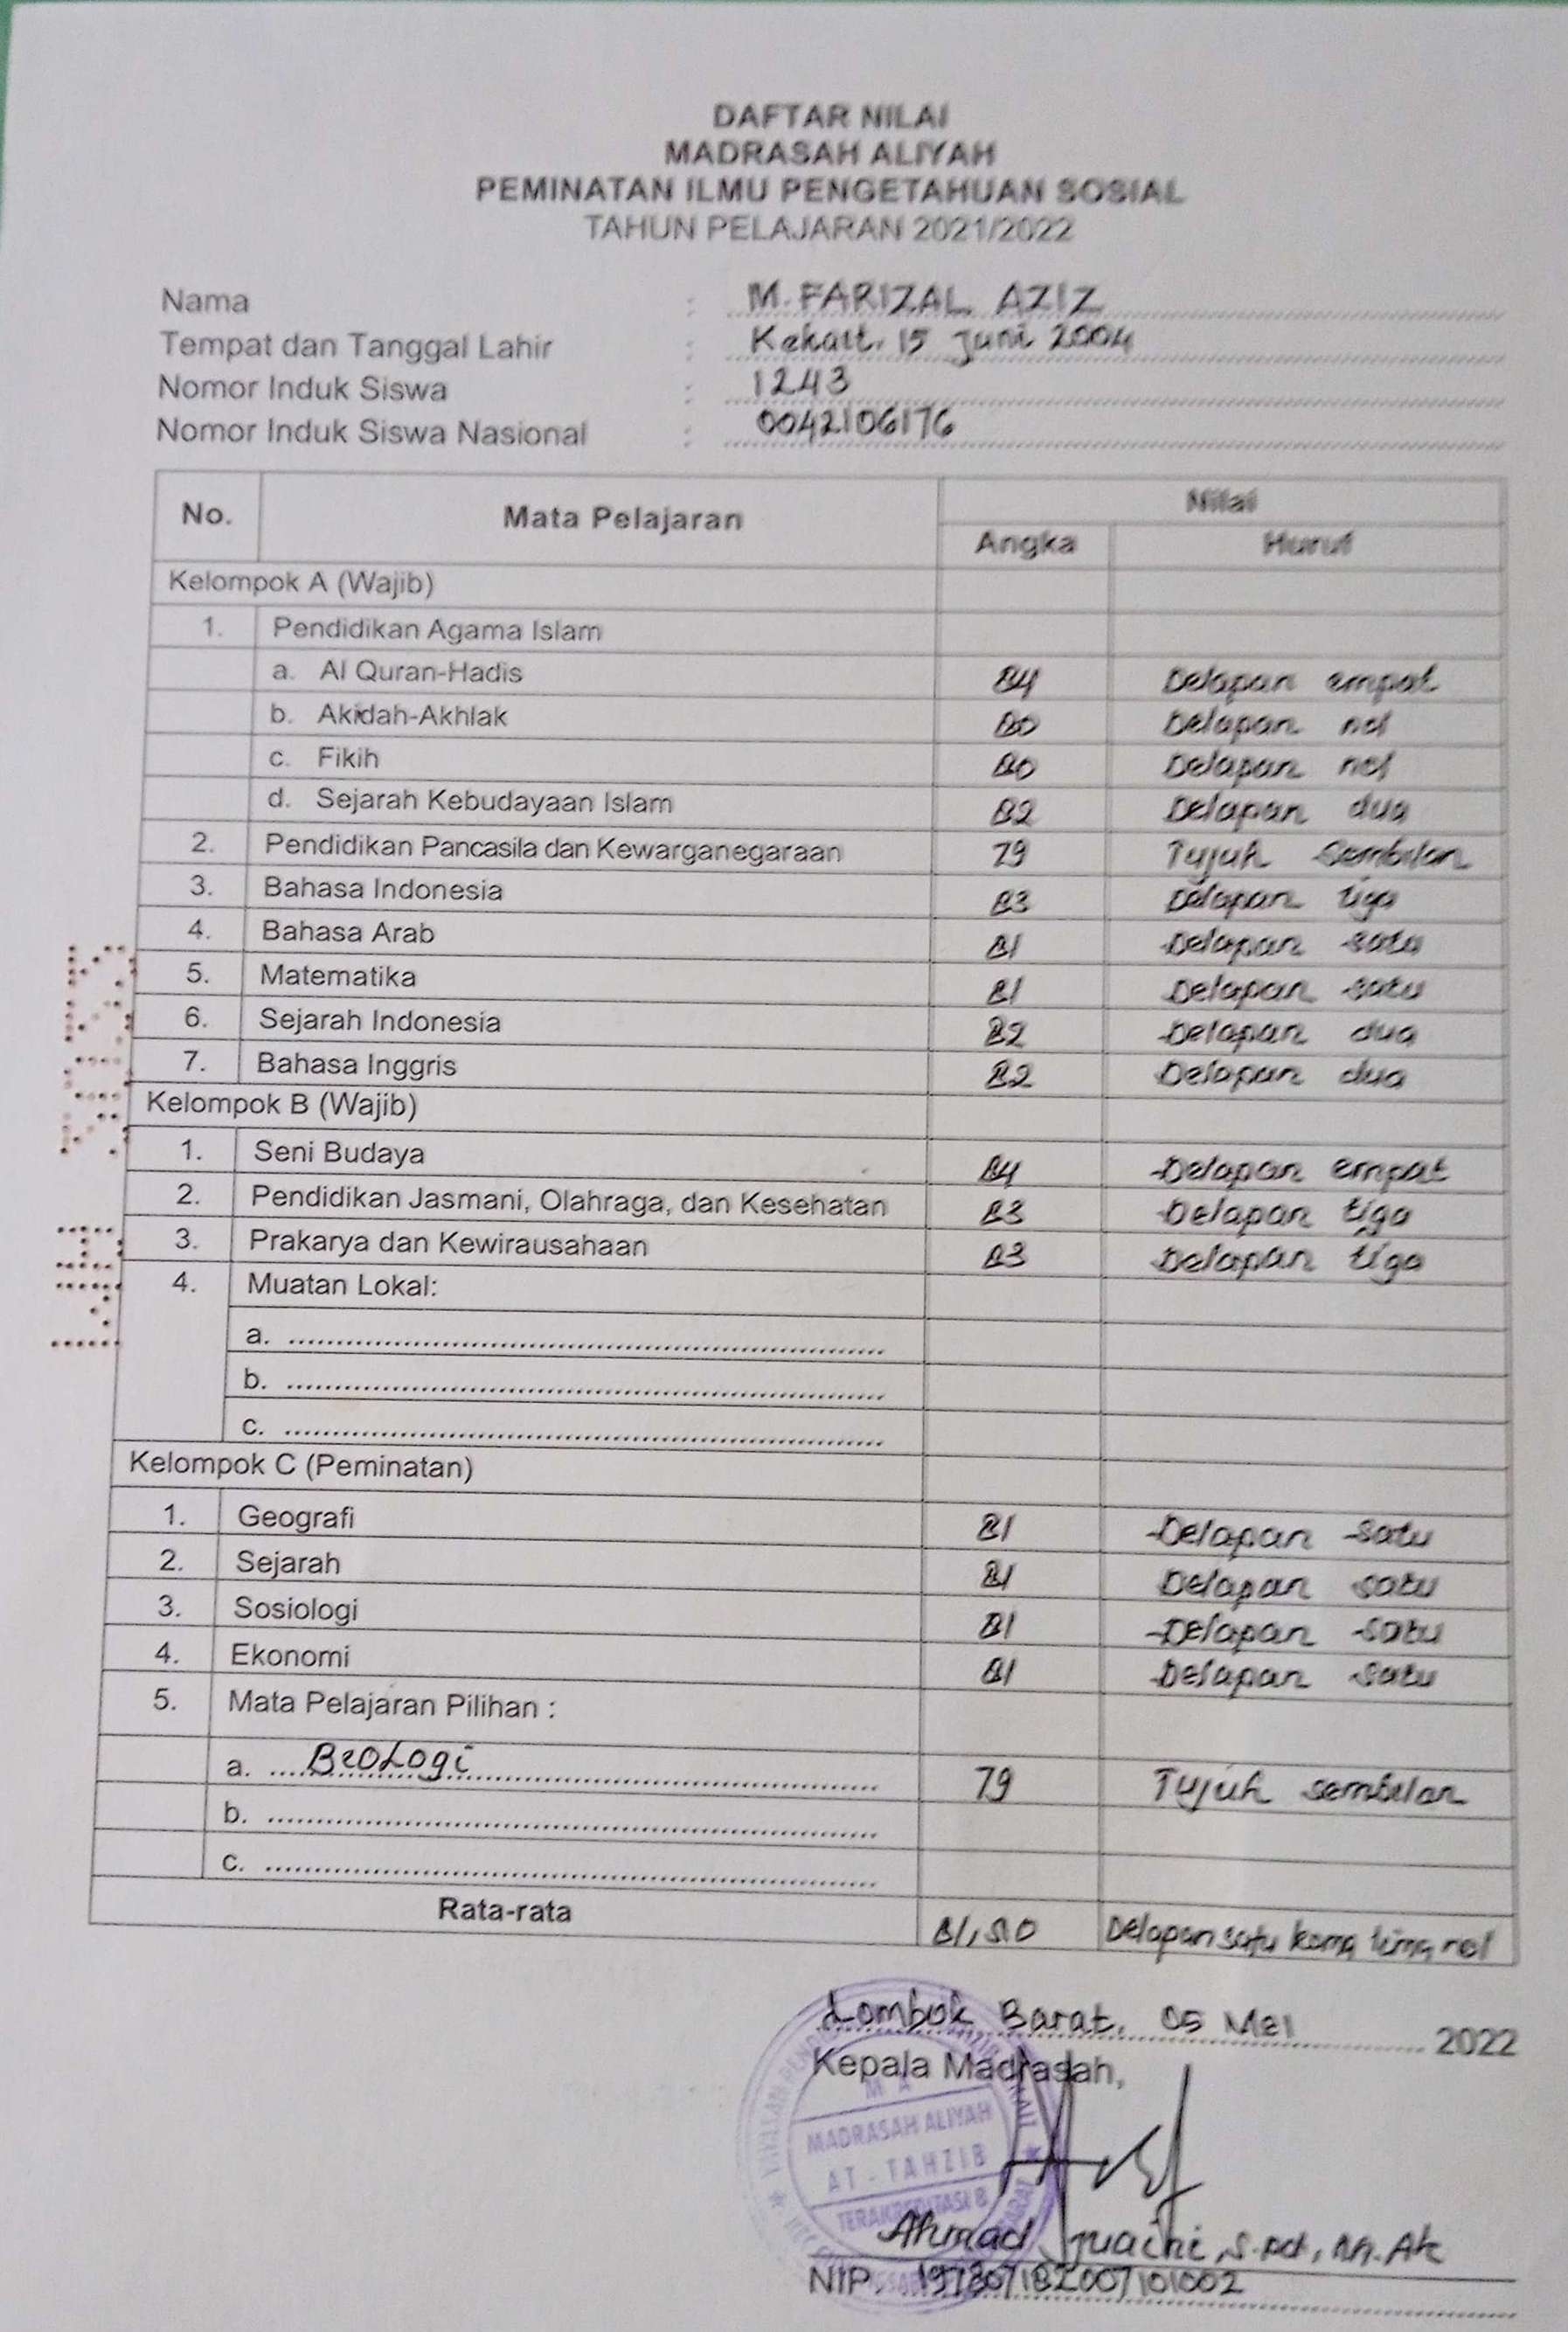 DAFTAR NILAI
MADRASAH ALIYAH
PEMINATAN ILMU PENGETAHUAN SOSIAL
TAHUN PELAJARAN 2021/2022
Nama : M. FARIZAL AZIZ
Tempat dan Tanggal Lahir : Kekait, 15 Juni 2004
Nomor Induk Siswa : 1243
Nomor Induk Siswa Nasional : 0042106176
No. Mata Pelajaran Nilai
Angka Huruf
Kelompok A (Wajib)
1. Pendidikan Agama Islam
a. Al Quran-Hadis 84 Delapan empat
b. Akidah-Akhlak 80 Delapan nol
c. Fikih 80 Delapan nol
d. Sejarah Kebudayaan Islam 82 Delapan dua
2. Pendidikan Pancasila dan Kewarganegaraan 79 Tujuh Sembilan
3. Bahasa Indonesia 83 Delapan tiga
4. Bahasa Arab 81 Delapan satu
5. Matematika 81 Delapan satu
6. Sejarah Indonesia 82 Delapan dua
7. Bahasa Inggris 82 Delapan dua
Kelompok B (Wajib)
1. Seni Budaya 84 Delapan empat
2. Pendidikan Jasmani, Olahraga, dan Kesehatan 83 Delapan tiga
3. Prakarya dan Kewirausahaan 83 Delapan tiga
4. Muatan Lokal:
a. ........
b. ........
c. ........
Kelompok C (Peminatan)
1. Geografi 81 Delapan satu
2. Sejarah 81 Delapan satu
3. Sosiologi 81 Delapan satu
4. Ekonomi 81 Delapan satu
5. Mata Pelajaran Pilihan :
a. BioLogi 79 Tujuh sembilan
b. ........
c. ........
Rata-rata 81,50 Delapan satu koma lima nol
Lombok Barat, 05 Mei 2022
Kepala Madrasah,
MA
MADRASAH ALIYAH
AT-TAHZIB
TERAKREDITASI B
Ahmad Juaini, S.Pd, M.Ak
NIP. 197807182007101002